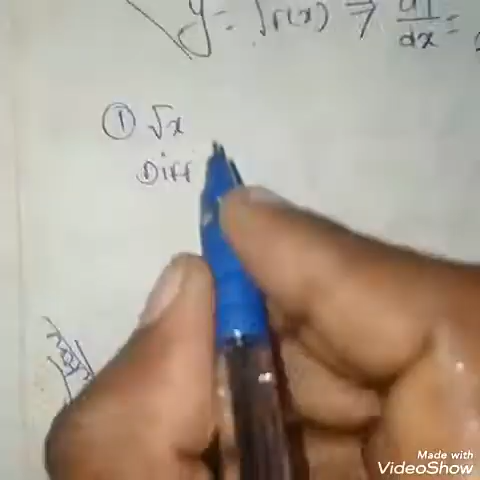 y = √f(x) ⇒ dy/dx =
① √x
Diff
Made with
VideoShow